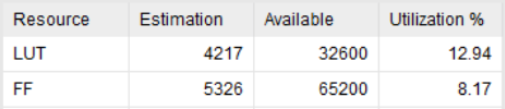 Resource Estimation Available Utilization %
LUT 4217 32600 12.94
FF 5326 65200 8.17